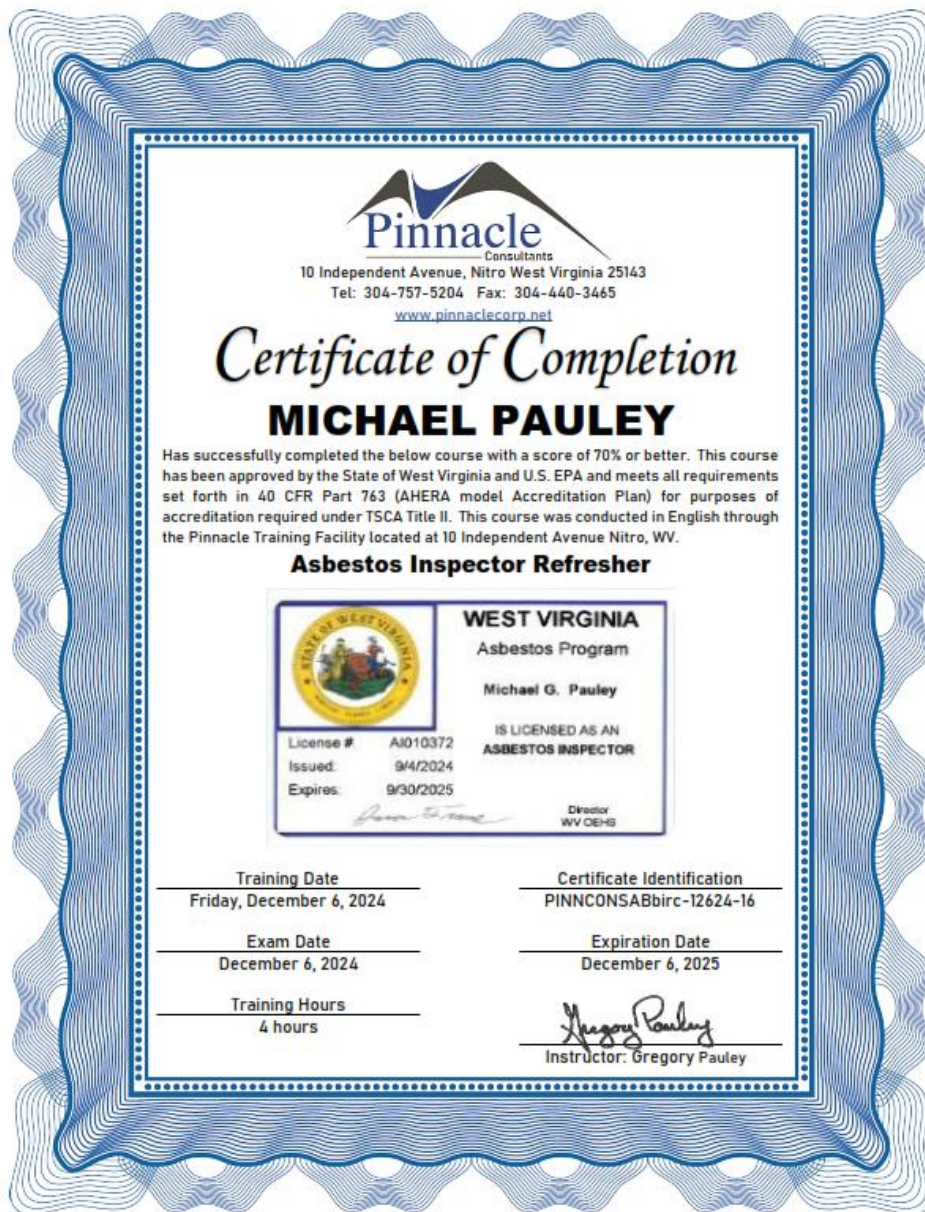 Pinnacle
Consultants
10 Independent Avenue, Nitro West Virginia 25143
Tel: 304-757-5204 Fax: 304-440-3465
www.pinnaclecorp.net
Certificate of Completion
MICHAEL PAULEY
Has successfully completed the below course with a score of 70% or better. This course
has been approved by the State of West Virginia and U.S. EPA and meets all requirements
set forth in 40 CFR Part 763 (AHERA model Accreditation Plan) for purposes of
accreditation required under TSCA Title II. This course was conducted in English through
the Pinnacle Training Facility located at 10 Independent Avenue Nitro, WV.
Asbestos Inspector Refresher
STATE OF WEST VIRGINIA
WEST VIRGINIA
Asbestos Program
Michael G. Pauley
IS LICENSED AS AN
ASBESTOS INSPECTOR
License # AI010372
Issued: 9/4/2024
Expires: 9/30/2025
Director
WV OEHS
Training Date
Friday, December 6, 2024
Certificate Identification
PINNCONSABbirc-12624-16
Exam Date
December 6, 2024
Expiration Date
December 6, 2025
Training Hours
4 hours
Gregory Pauley
Instructor: Gregory Pauley